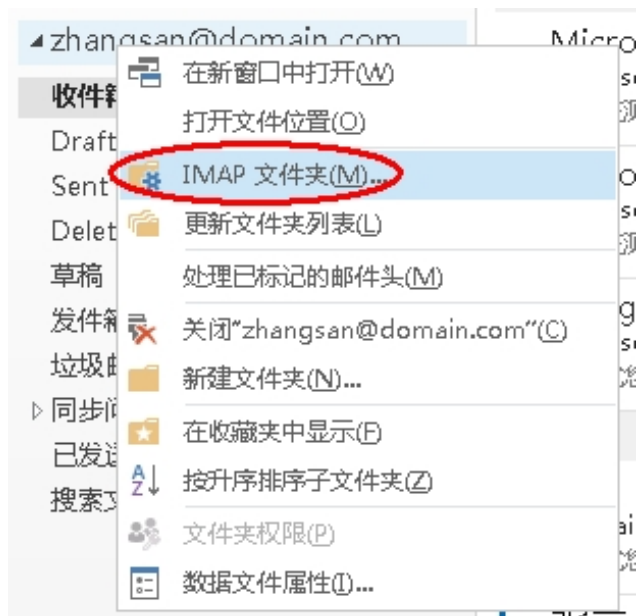 zhangsan@domain.com
Micro
在新窗口中打开(W)
收件
打开文件位置(O)
Draft
IMAP 文件夹(M)...
Sent
更新文件夹列表(L)
Delet
处理已标记的邮件头(M)
草稿
关闭"zhangsan@domain.com"(C)
发件箱
新建文件夹(N)...
垃圾
在收藏夹中显示(F)
同步
按升序排序子文件夹(Z)
已发
搜索文
文件夹权限(P)
数据文件属性(I)...